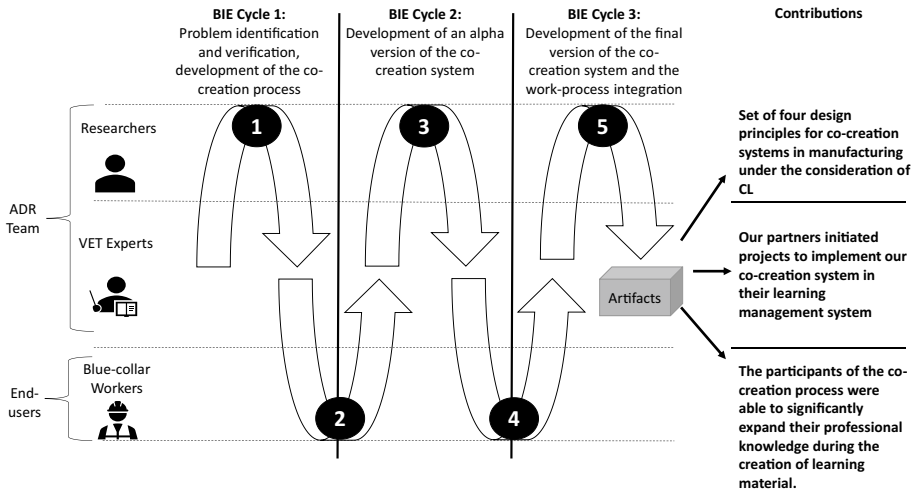 BIE Cycle 1:
Problem identification
and verification,
development of the co-
creation process
BIE Cycle 2:
Development of an alpha
version of the co-
creation system
BIE Cycle 3:
Development of the final
version of the co-
creation system and the
work-process integration
Contributions
Researchers
ADR
Team
VET Experts
Blue-collar
Workers
End-
users
1
2
3
4
5
Artifacts
Set of four design
principles for co-creation
systems in manufacturing
under the consideration of
CL
Our partners initiated
projects to implement our
co-creation system in
their learning
management system
The participants of the co-
creation process were
able to significantly
expand their professional
knowledge during the
creation of learning
material.